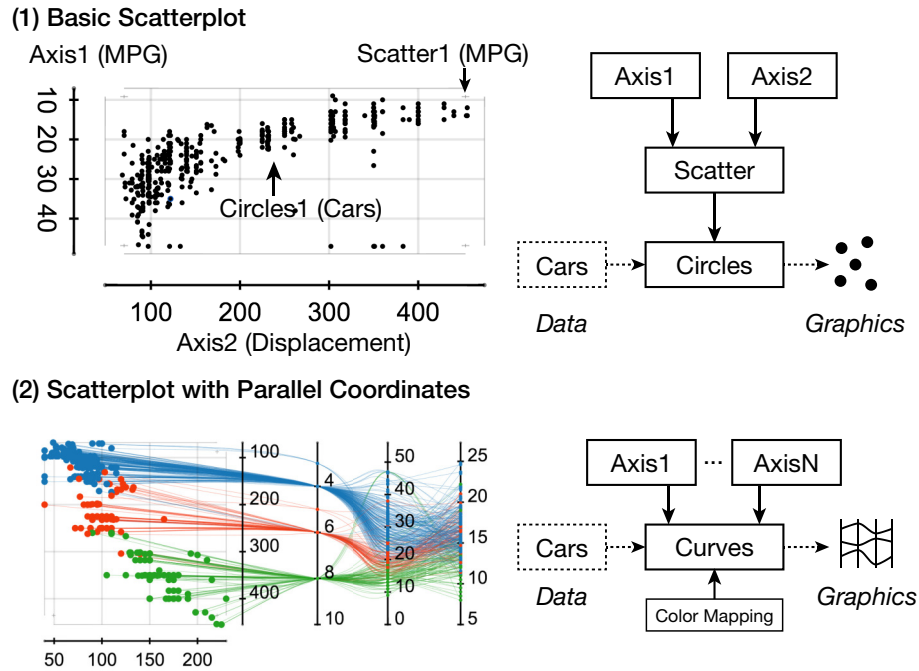 (1) Basic Scatterplot
Axis1 (MPG)
Scatter1 (MPG)
10
20
30
40
Circles1 (Cars)
100 200 300 400
Axis2 (Displacement)
Axis1
Axis2
Scatter
Cars
Circles
Data
Graphics
(2) Scatterplot with Parallel Coordinates
100
200
300
400
4
6
8
10
50
40
30
20
10
0
25
20
15
10
5
50 100 150 200
Axis1
...
AxisN
Cars
Curves
Data
Color Mapping
Graphics